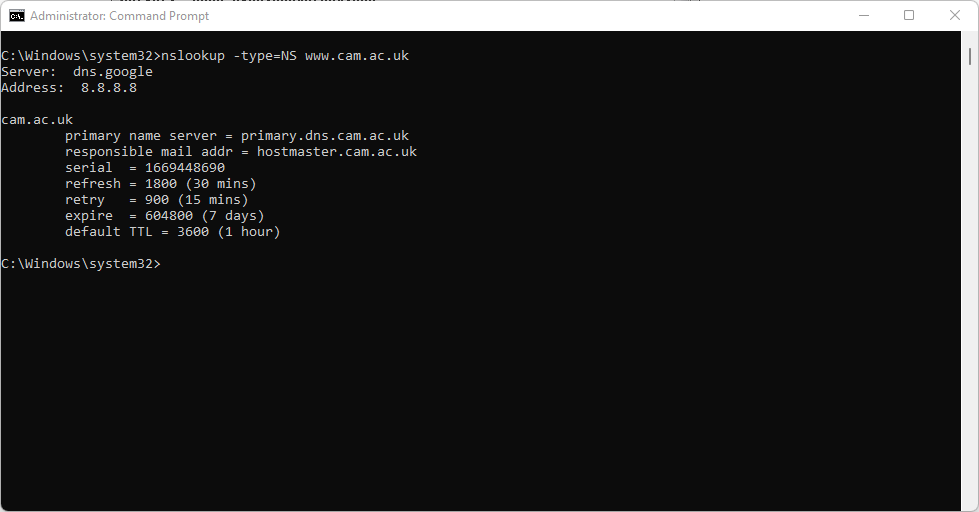 Administrator: Command Prompt
C:\Windows\system32>nslookup -type=NS www.cam.ac.uk
Server:  dns.google
Address:  8.8.8.8
cam.ac.uk
        primary name server = primary.dns.cam.ac.uk
        responsible mail addr = hostmaster.cam.ac.uk
        serial  = 1669448690
        refresh = 1800 (30 mins)
        retry   = 900 (15 mins)
        expire  = 604800 (7 days)
        default TTL = 3600 (1 hour)
C:\Windows\system32>